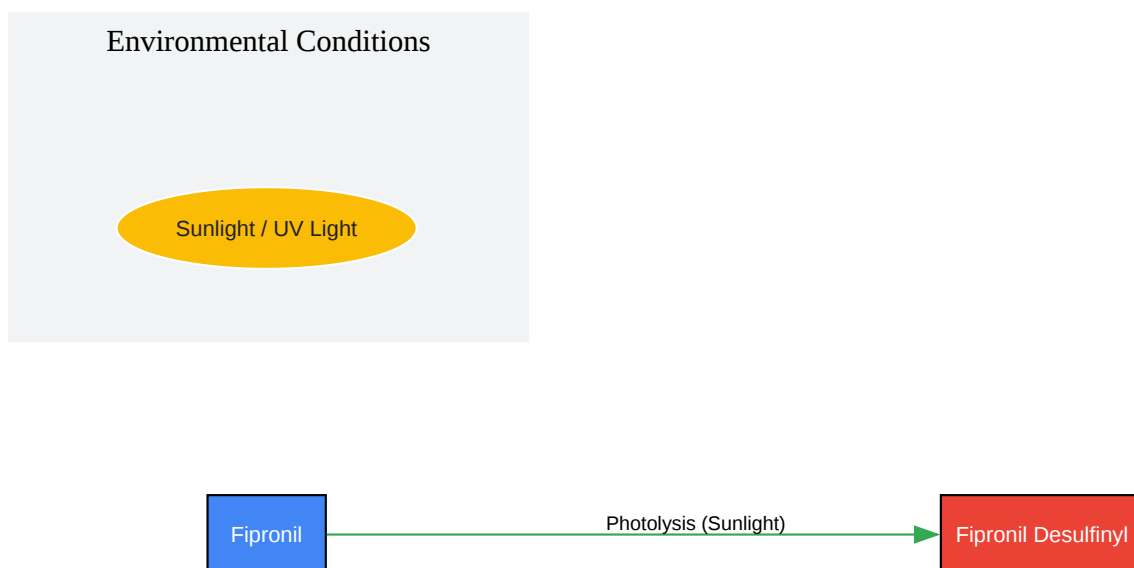 Environmental Conditions
Sunlight / UV Light
Photolysis (Sunlight)
Fipronil
Fipronil Desulfinyl